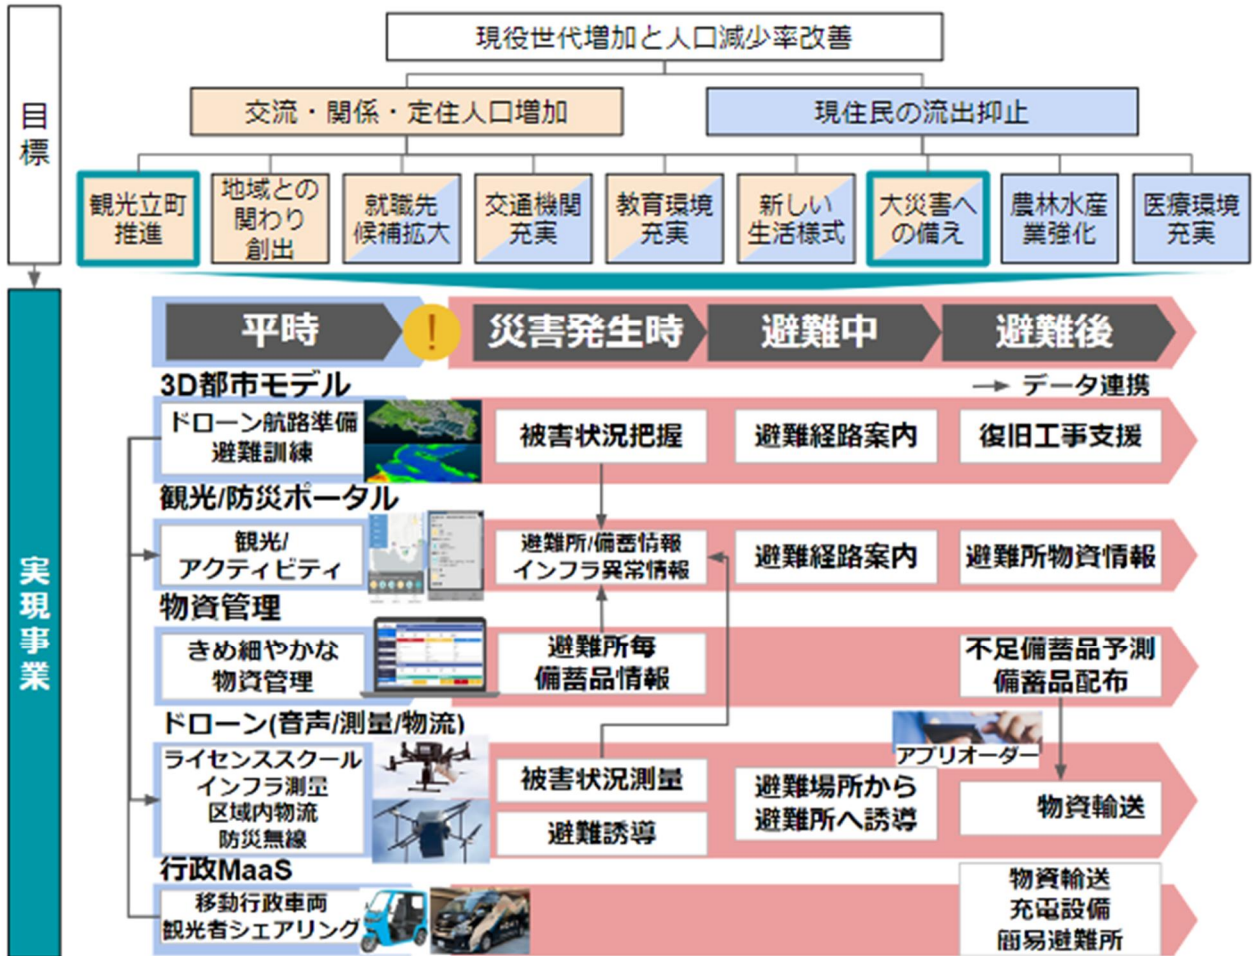 目標
現役世代増加と人口減少率改善
交流・関係・定住人口増加
現住民の流出抑止
観光立町
推進
地域との
関わり
創出
就職先
候補拡大
交通機関
充実
教育環境
充実
新しい
生活様式
大災害へ
の備え
農林水産
業強化
医療環境
充実
実現事業
平時
!
災害発生時
避難中
避難後
3D都市モデル
データ連携
ドローン航路準備
避難訓練
被害状況把握
避難経路案内
復旧工事支援
観光/防災ポータル
観光/
アクティビティ
避難所/備蓄情報
インフラ異常情報
避難経路案内
避難所物資情報
物資管理
きめ細やかな
物資管理
避難所毎
備蓄品情報
不足備蓄品予測
備蓄品配布
ドローン(音声/測量/物流)
ライセンススクール
インフラ測量
区域内物流
防災無線
被害状況測量
避難誘導
避難場所から
避難所へ誘導
アプリオーダー
物資輸送
行政MaaS
移動行政車両
観光者シェアリング
物資輸送
充電設備
簡易避難所